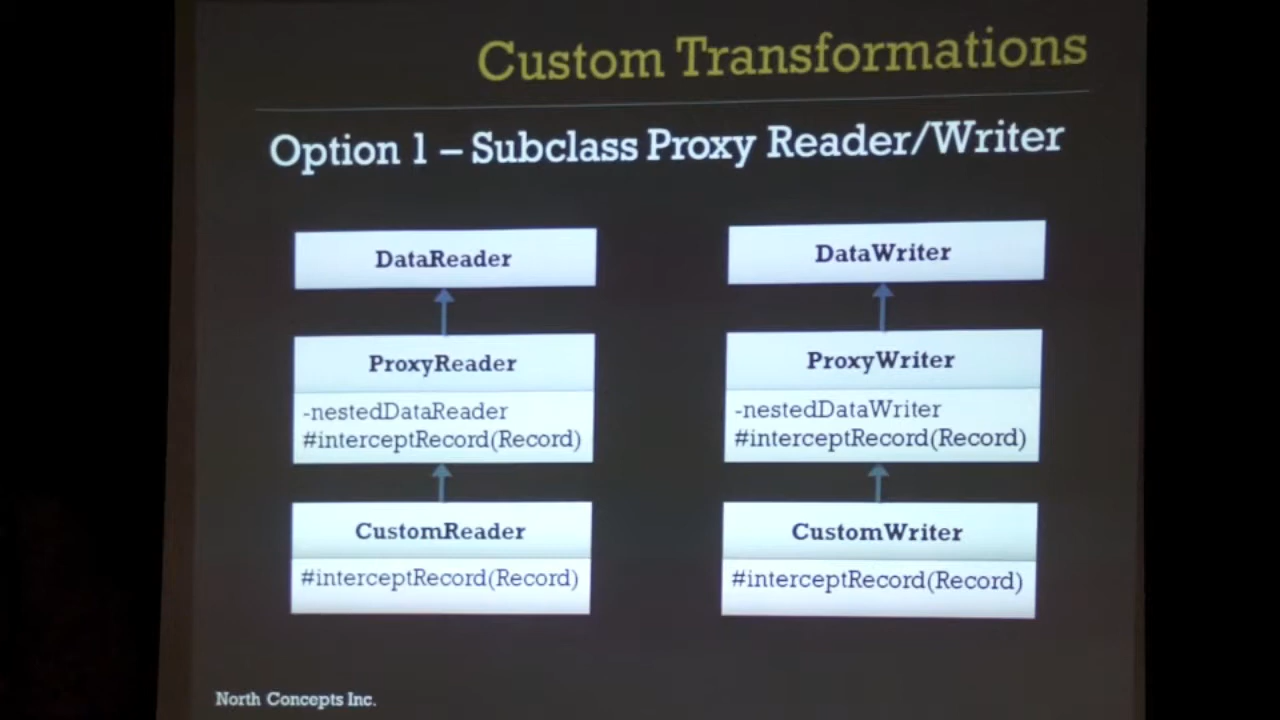 Custom Transformations
Option 1 – Subclass Proxy Reader/Writer
DataReader
ProxyReader
-nestedDataReader
#interceptRecord(Record)
CustomReader
#interceptRecord(Record)
DataWriter
ProxyWriter
-nestedDataWriter
#interceptRecord(Record)
CustomWriter
#interceptRecord(Record)
North Concepts Inc.